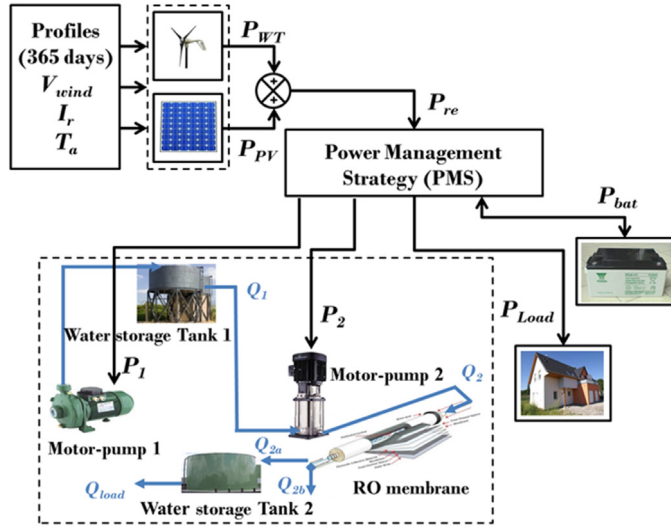 Profiles
(365 days)
V_wind
I_r
T_a
P_WT
P_PV
P_re
Power Management
Strategy (PMS)
P_bat
P_Load
Q_1
Water storage Tank 1
P_1
P_2
Motor-pump 2
Q_2
Motor-pump 1
Q_2a
Q_load
Q_2b
RO membrane
Water storage Tank 2